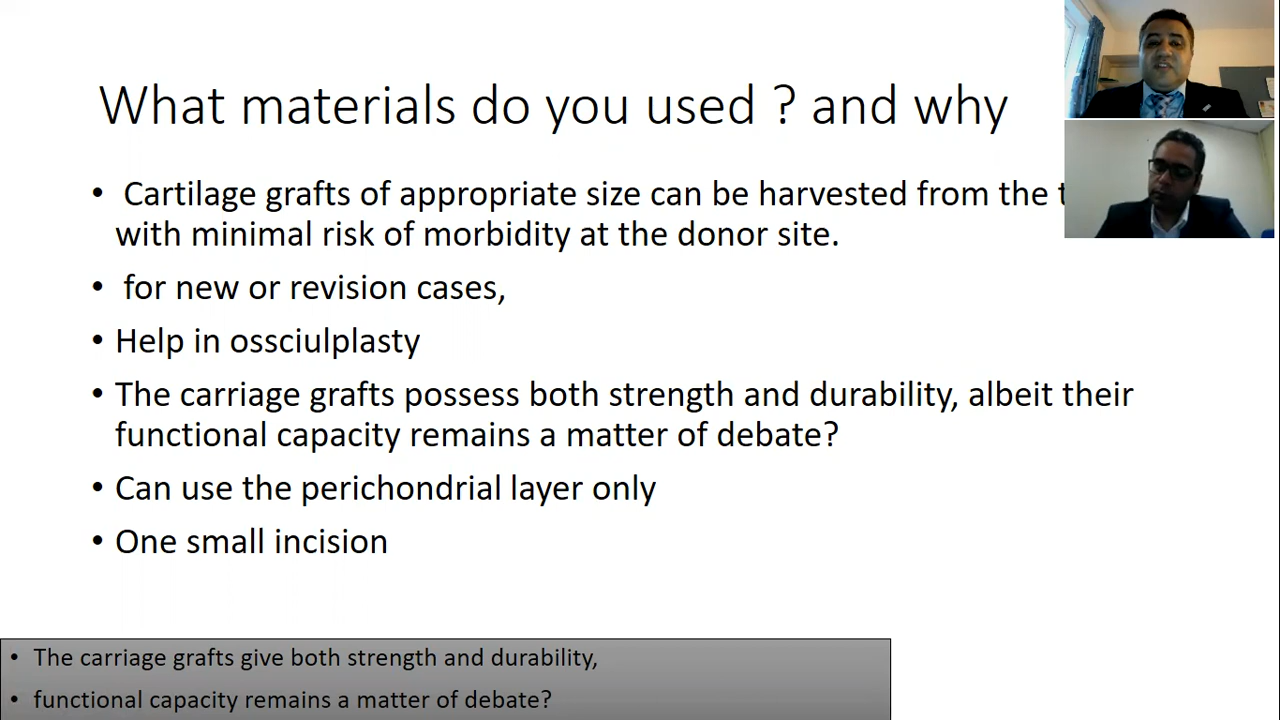 What materials do you used ? and why
• Cartilage grafts of appropriate size can be harvested from the
with minimal risk of morbidity at the donor site.
• for new or revision cases,
• Help in ossciulplasty
• The carriage grafts possess both strength and durability, albeit their
functional capacity remains a matter of debate?
• Can use the perichondrial layer only
• One small incision
• The carriage grafts give both strength and durability,
• functional capacity remains a matter of debate?